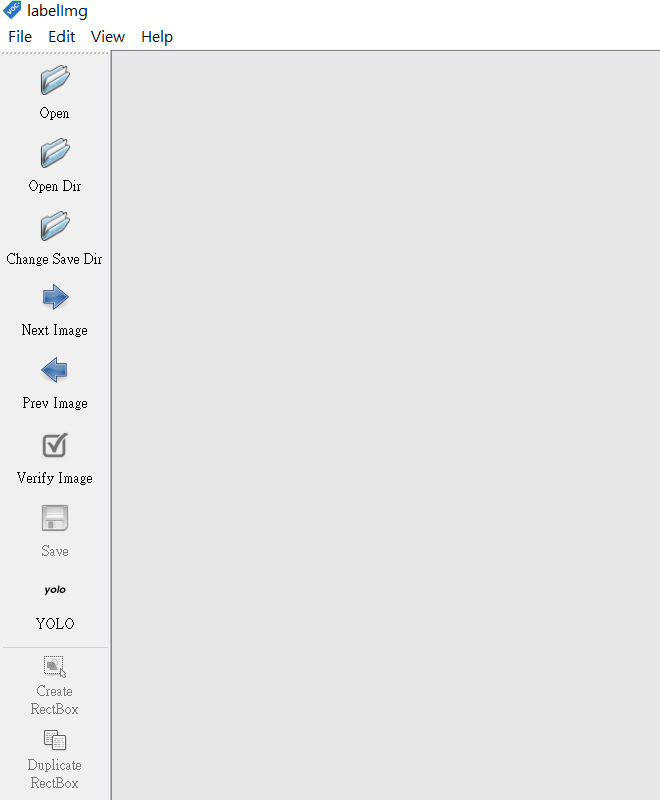 VOC labelImg
File Edit View Help
Open
Open Dir
Change Save Dir
Next Image
Prev Image
Verify Image
Save
yolo
YOLO
Create
RectBox
Duplicate
RectBox